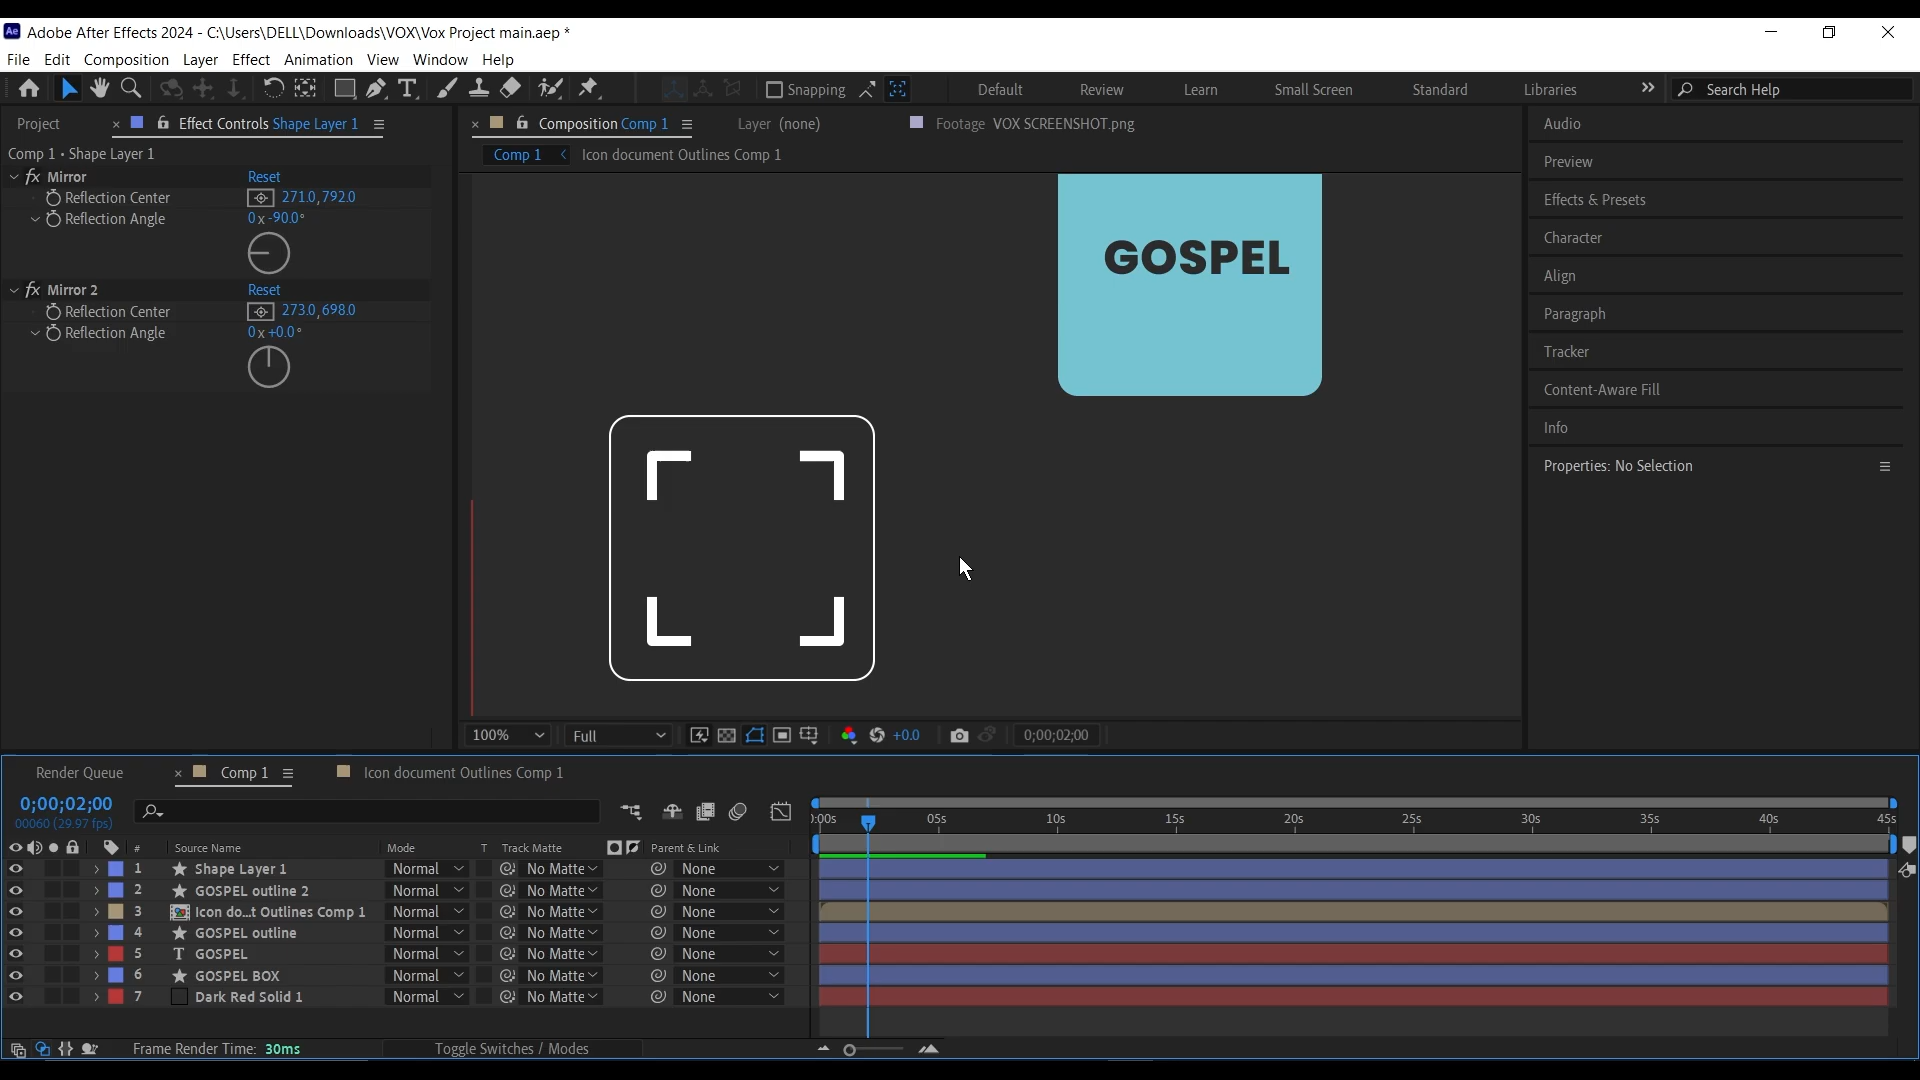 Adobe After Effects 2024 - C:\Users\DELL\Downloads\VOX\Vox Project main.aep *
File Edit Composition Layer Effect Animation View Window Help
Snapping Default Review Learn Small Screen Standard Libraries Search Help
Project Effect Controls Shape Layer 1
Comp 1 • Shape Layer 1
fx Mirror Reset
Reflection Center 271.0,792.0
Reflection Angle 0 x -90.0°
fx Mirror 2 Reset
Reflection Center 273.0,698.0
Reflection Angle 0 x +0.0°
Composition Comp 1 Layer (none) Footage VOX SCREENSHOT.png
Comp 1 Icon document Outlines Comp 1
GOSPEL
100% Full +0.0 0;00;02;00
Audio
Preview
Effects & Presets
Character
Align
Paragraph
Tracker
Content-Aware Fill
Info
Properties: No Selection
Render Queue Comp 1 Icon document Outlines Comp 1
0;00;02;00
00060 (29.97 fps)
0:00s 05s 10s 15s 20s 25s 30s 35s 40s 45s
# Source Name Mode T Track Matte Parent & Link
1 Shape Layer 1 Normal No Matte None
2 GOSPEL outline 2 Normal No Matte None
3 Icon do...t Outlines Comp 1 Normal No Matte None
4 GOSPEL outline Normal No Matte None
5 T GOSPEL Normal No Matte None
6 GOSPEL BOX Normal No Matte None
7 Dark Red Solid 1 Normal No Matte None
Frame Render Time: 30ms Toggle Switches / Modes